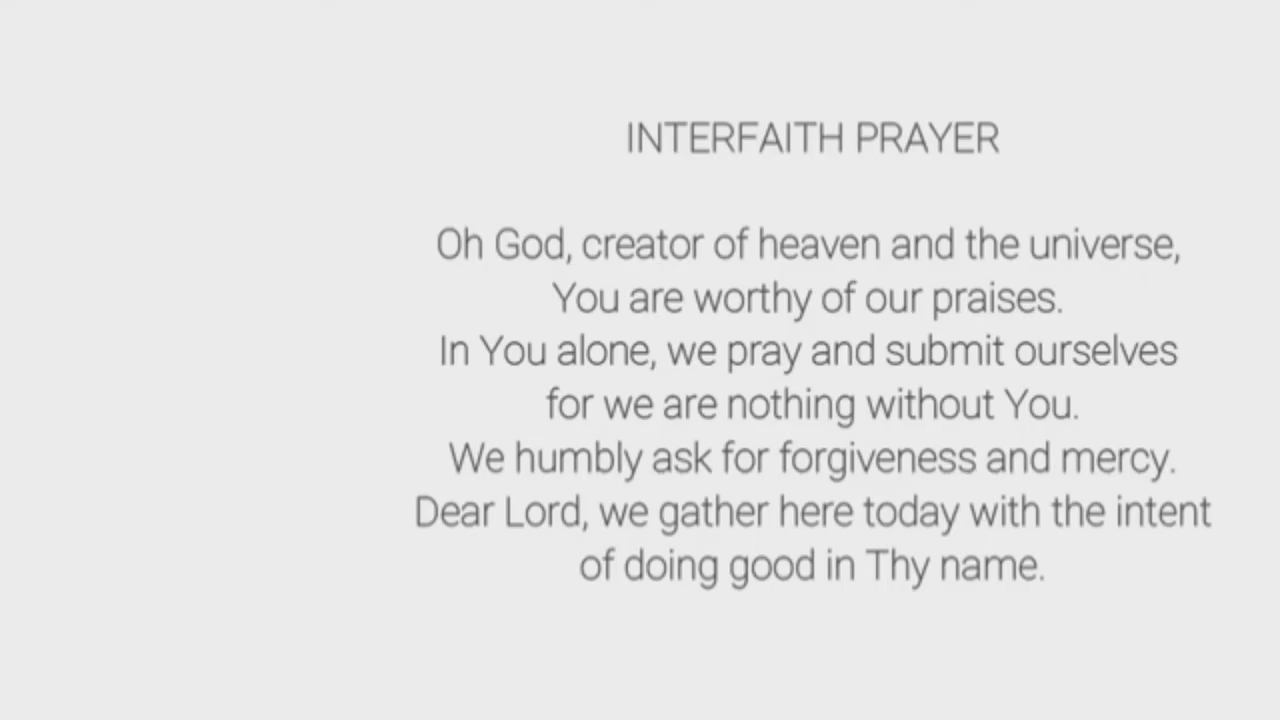 INTERFAITH PRAYER
Oh God, creator of heaven and the universe,
You are worthy of our praises.
In You alone, we pray and submit ourselves
for we are nothing without You.
We humbly ask for forgiveness and mercy.
Dear Lord, we gather here today with the intent
of doing good in Thy name.